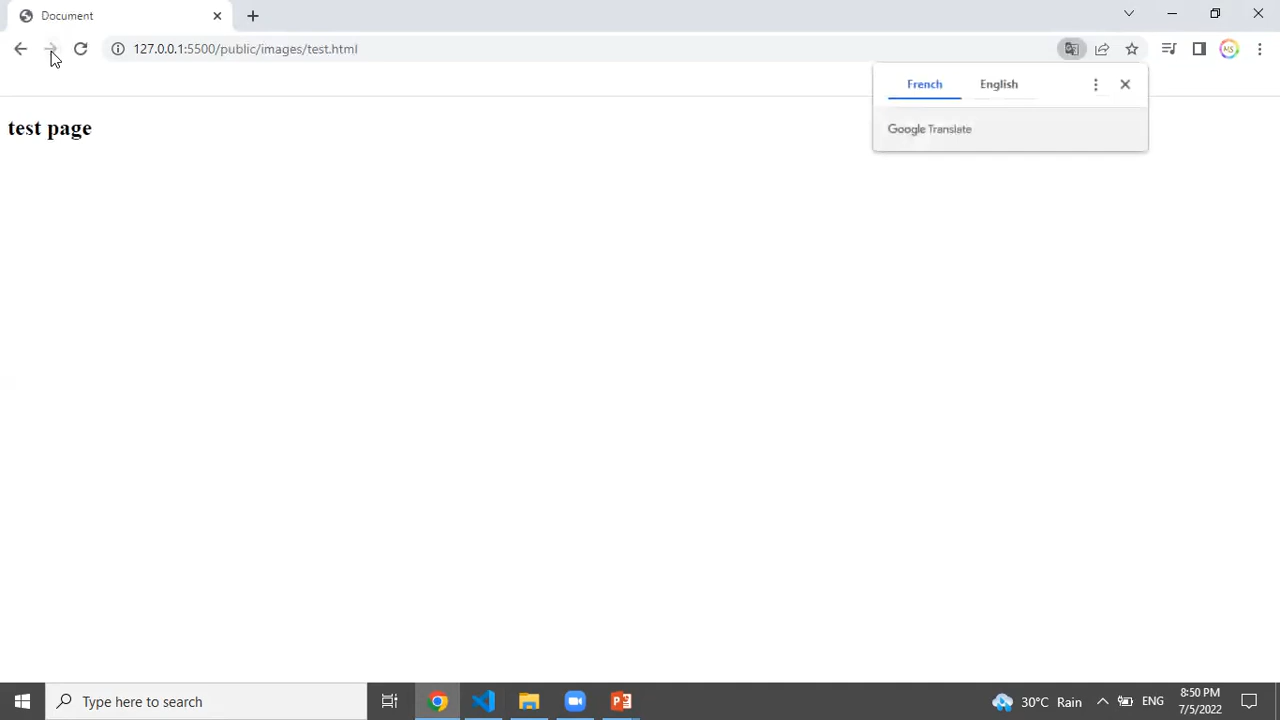 Document
127.0.0.1:5500/public/images/test.html
French English
Google Translate
test page
Type here to search
30°C Rain
ENG
8:50 PM
7/5/2022